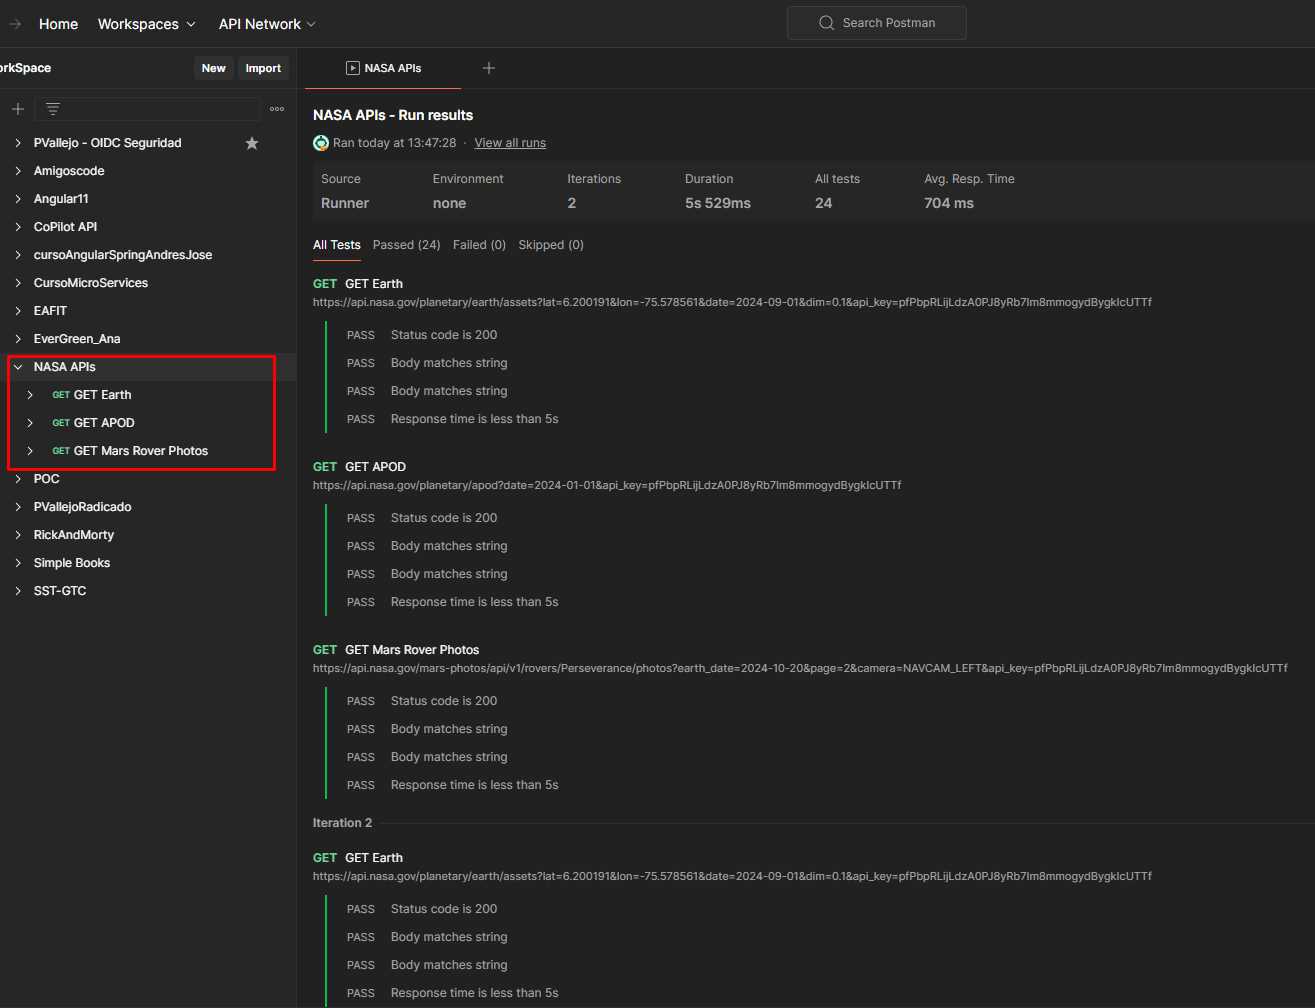 Home Workspaces API Network Search Postman
orkSpace New Import
NASA APIs
PVallejo - OIDC Seguridad
Amigoscode
Angular11
CoPilot API
cursoAngularSpringAndresJose
CursoMicroServices
EAFIT
EverGreen_Ana
NASA APIs
GET GET Earth
GET GET APOD
GET GET Mars Rover Photos
POC
PVallejoRadicado
RickAndMorty
Simple Books
SST-GTC
NASA APIs - Run results
Ran today at 13:47:28 · View all runs
Source Environment Iterations Duration All tests Avg. Resp. Time
Runner none 2 5s 529ms 24 704 ms
All Tests Passed (24) Failed (0) Skipped (0)
GET GET Earth
https://api.nasa.gov/planetary/earth/assets?lat=6.200191&lon=-75.578561&date=2024-09-01&dim=0.1&api_key=pfPbpRLijLdzA0PJ8yRb7Im8mmogydBygkIcUTTf
PASS Status code is 200
PASS Body matches string
PASS Body matches string
PASS Response time is less than 5s
GET GET APOD
https://api.nasa.gov/planetary/apod?date=2024-01-01&api_key=pfPbpRLijLdzA0PJ8yRb7Im8mmogydBygkIcUTTf
PASS Status code is 200
PASS Body matches string
PASS Body matches string
PASS Response time is less than 5s
GET GET Mars Rover Photos
https://api.nasa.gov/mars-photos/api/v1/rovers/Perseverance/photos?earth_date=2024-10-20&page=2&camera=NAVCAM_LEFT&api_key=pfPbpRLijLdzA0PJ8yRb7Im8mmogydBygkIcUTTf
PASS Status code is 200
PASS Body matches string
PASS Body matches string
PASS Response time is less than 5s
Iteration 2
GET GET Earth
https://api.nasa.gov/planetary/earth/assets?lat=6.200191&lon=-75.578561&date=2024-09-01&dim=0.1&api_key=pfPbpRLijLdzA0PJ8yRb7Im8mmogydBygkIcUTTf
PASS Status code is 200
PASS Body matches string
PASS Body matches string
PASS Response time is less than 5s